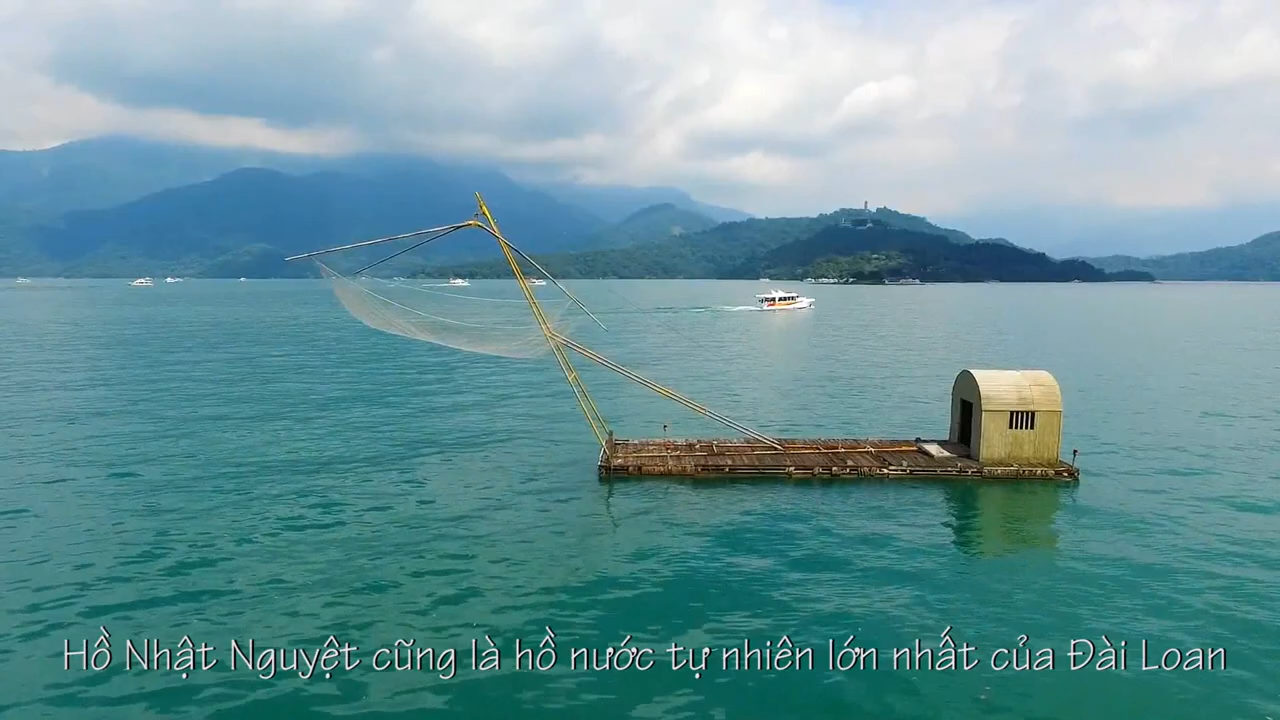 Hồ Nhật Nguyệt cũng là hồ nước tự nhiên lớn nhất của Đài Loan